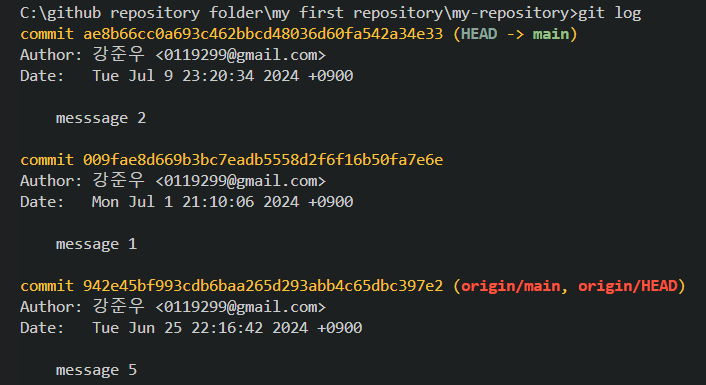 C:\github repository folder\my first repository\my-repository>git log
commit ae8b66cc0a693c462bbcd48036d60fa542a34e33 (HEAD -> main)
Author: 강준우 <0119299@gmail.com>
Date:   Tue Jul 9 23:20:34 2024 +0900
messsage 2
commit 009fae8d669b3bc7eadb5558d2f6f16b50fa7e6e
Author: 강준우 <0119299@gmail.com>
Date:   Mon Jul 1 21:10:06 2024 +0900
message 1
commit 942e45bf993cdb6baa265d293abb4c65dbc397e2 (origin/main, origin/HEAD)
Author: 강준우 <0119299@gmail.com>
Date:   Tue Jun 25 22:16:42 2024 +0900
message 5